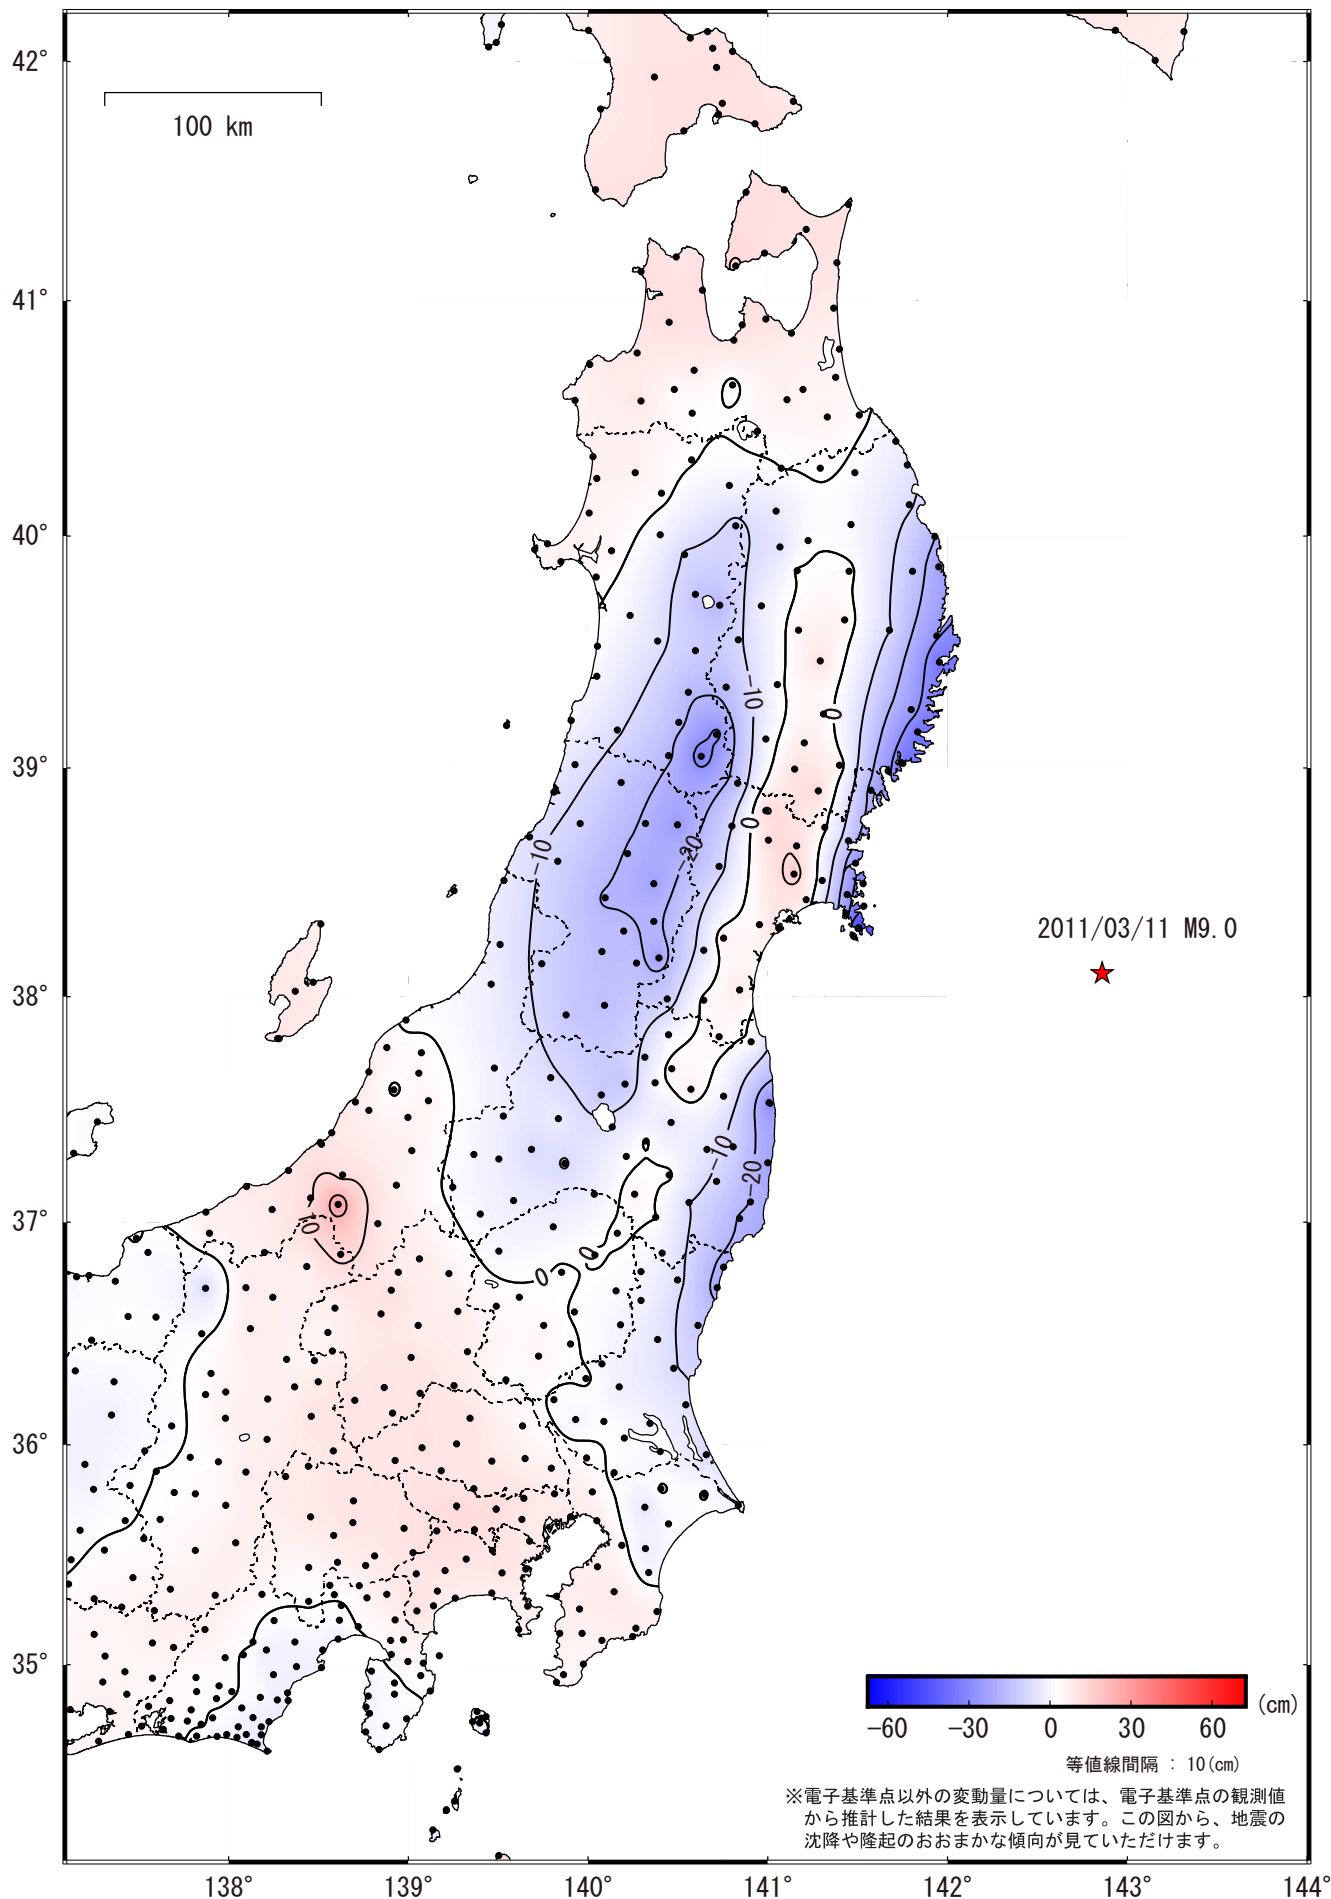 42°
100 km
41°
40°
-10
0
39°
0
-10
-20
2011/03/11 M9.0
38°
-10
-20
10
37°
0
0
36°
35°
(cm)
-60 -30 0 30 60
等値線間隔 : 10(cm)
※電子基準点以外の変動量については、電子基準点の観測値
から推計した結果を表示しています。この図から、地震の
沈降や隆起のおおまかな傾向が見ていただけます。
138° 139° 140° 141° 142° 143° 144°